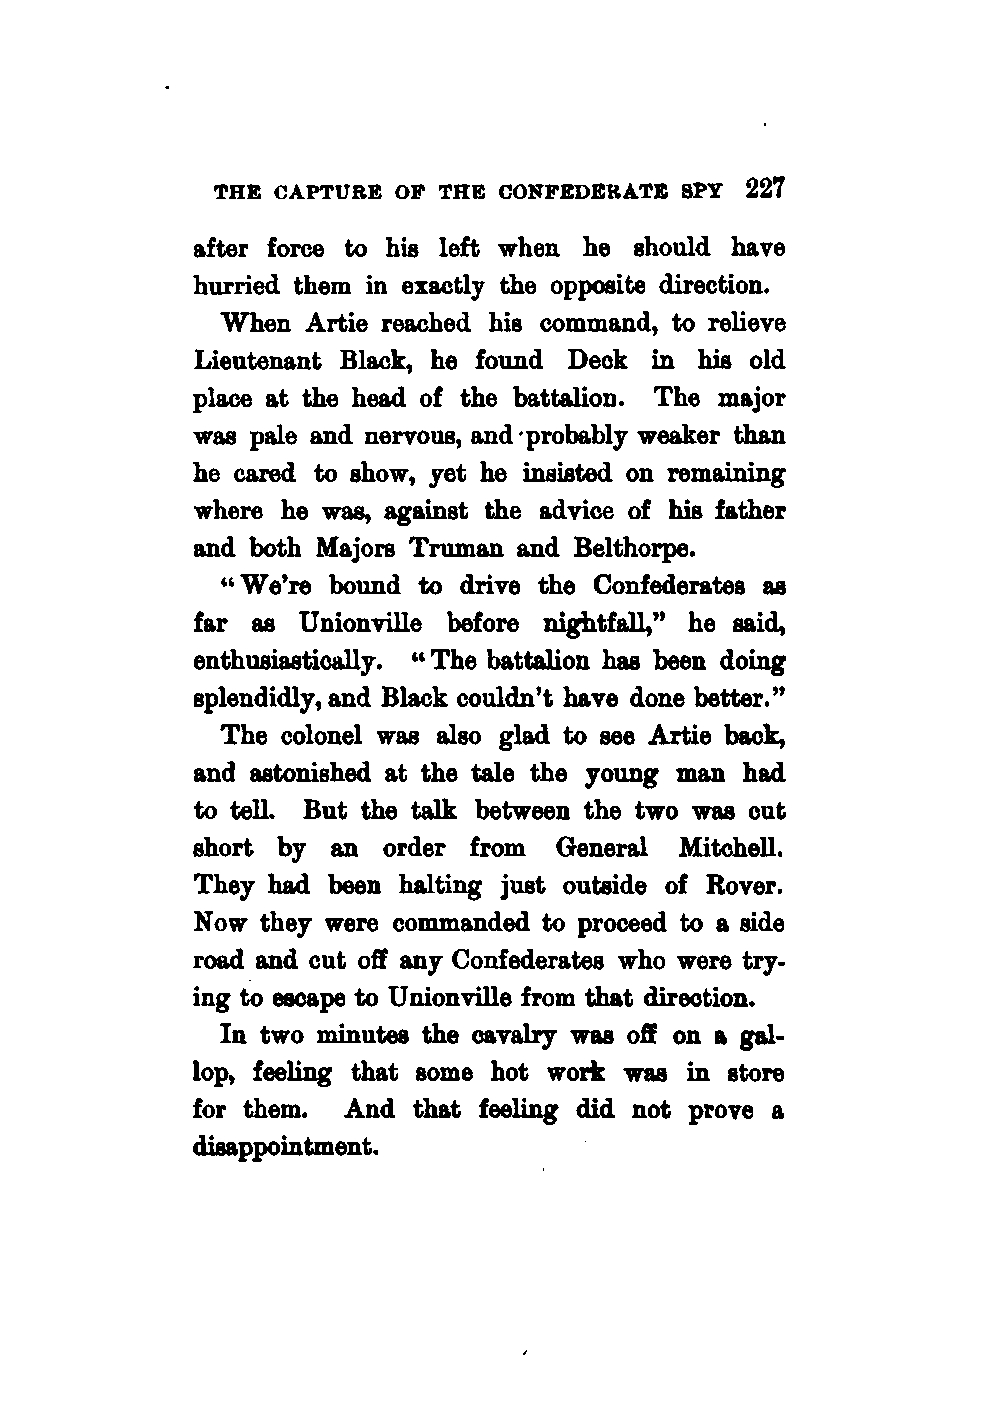 THE CAPTURE OF THE CONFEDERATE SPY 227
after force to his left when he should have
hurried them in exactly the opposite direction.
When Artie reached his command, to relieve
Lieutenant Black, he found Deck in his old
place at the head of the battalion. The major
was pale and nervous, and probably weaker than
he cared to show, yet he insisted on remaining
where he was, against the advice of his father
and both Majors Truman and Belthorpe.
"We're bound to drive the Confederates as
far as Unionville before nightfall," he said,
enthusiastically. "The battalion has been doing
splendidly, and Black couldn't have done better."
The colonel was also glad to see Artie back,
and astonished at the tale the young man had
to tell. But the talk between the two was cut
short by an order from General Mitchell.
They had been halting just outside of Rover.
Now they were commanded to proceed to a side
road and cut off any Confederates who were try-
ing to escape to Unionville from that direction.
In two minutes the cavalry was off on a gal-
lop, feeling that some hot work was in store
for them. And that feeling did not prove a
disappointment.